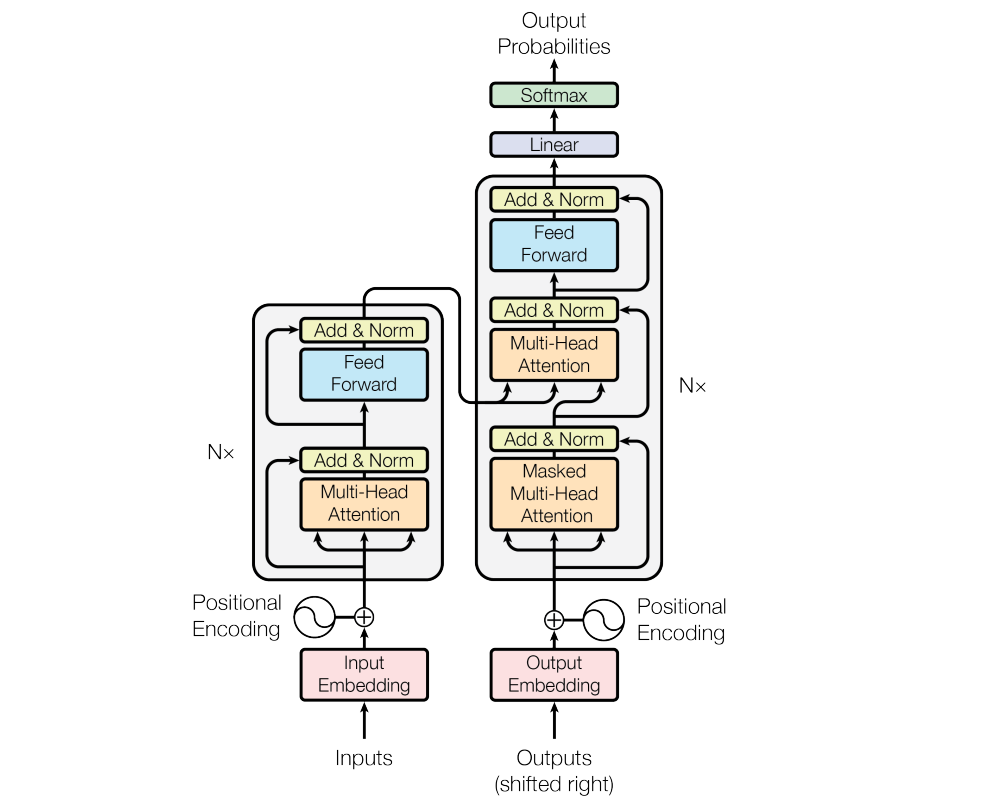 Output
Probabilities
Softmax
Linear
Add & Norm
Feed
Forward
Add & Norm
Multi-Head
Attention
Add & Norm
Masked
Multi-Head
Attention
N×
Add & Norm
Feed
Forward
Add & Norm
Multi-Head
Attention
N×
Positional
Encoding
Input
Embedding
Inputs
Positional
Encoding
Output
Embedding
Outputs
(shifted right)